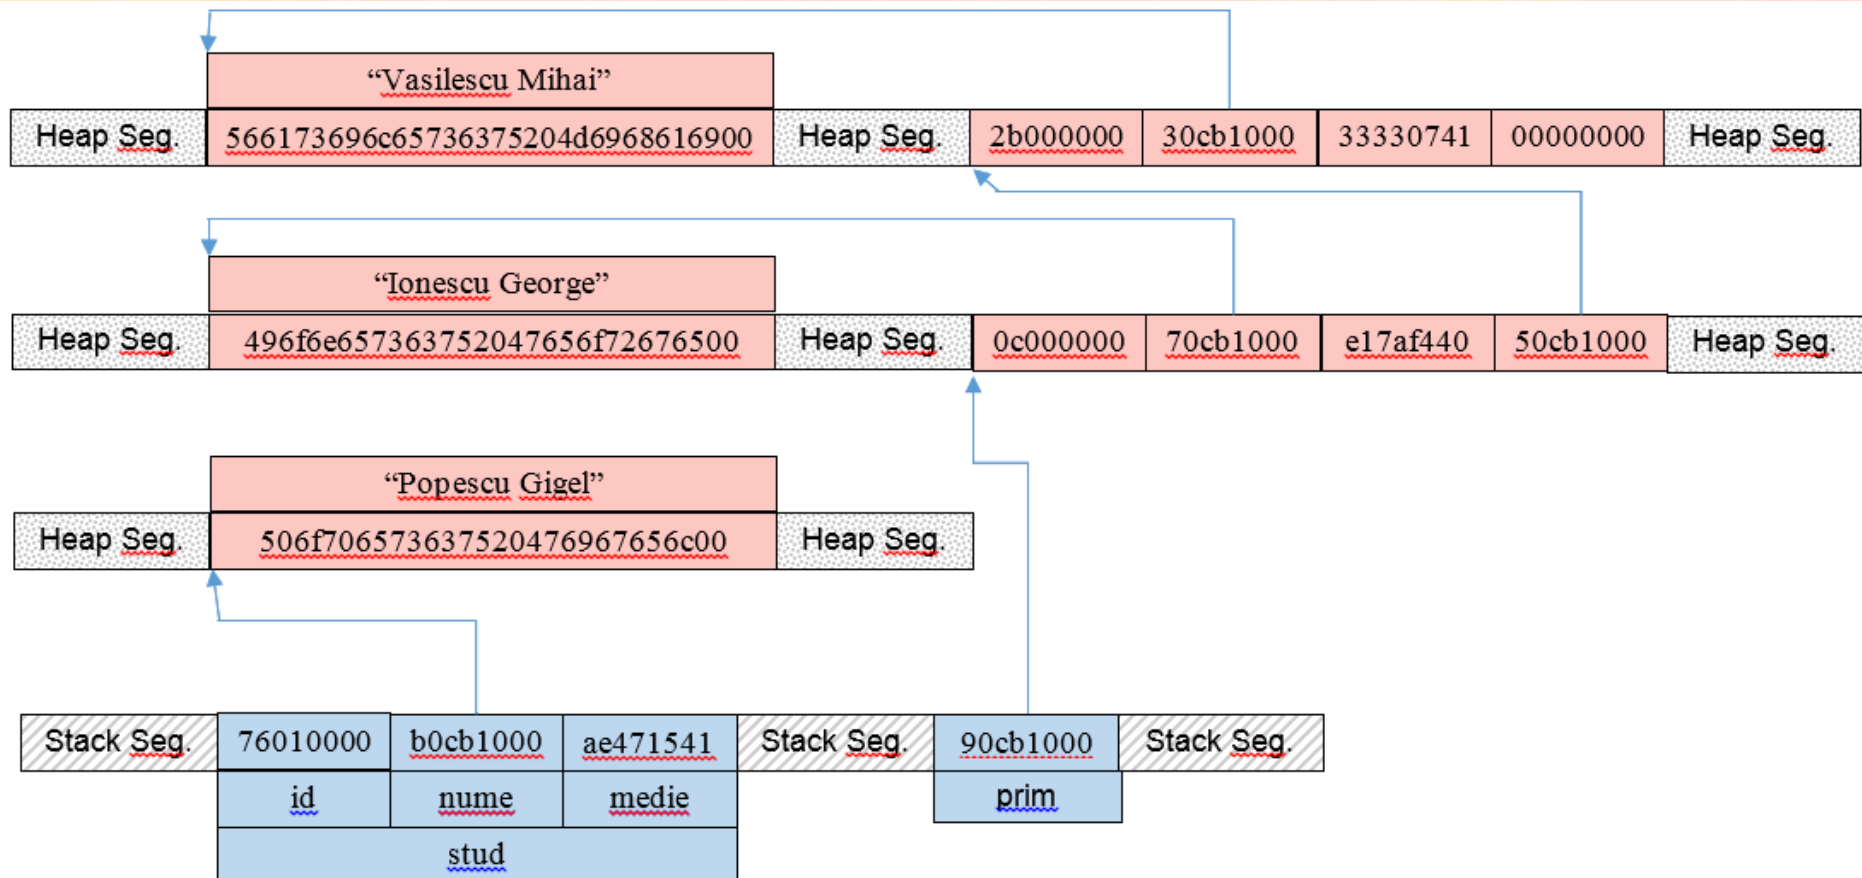 “Vasilescu Mihai”
Heap Seg. 566173696c65736375204d6968616900 Heap Seg. 2b000000 30cb1000 33330741 00000000 Heap Seg.
“Ionescu George”
Heap Seg. 496f6e657363752047656f72676500 Heap Seg. 0c000000 70cb1000 e17af440 50cb1000 Heap Seg.
“Popescu Gigel”
Heap Seg. 506f70657363752047696765​6c00 Heap Seg.
Stack Seg. 76010000 b0cb1000 ae471541 Stack Seg. 90cb1000 Stack Seg.
id nume medie prim
stud